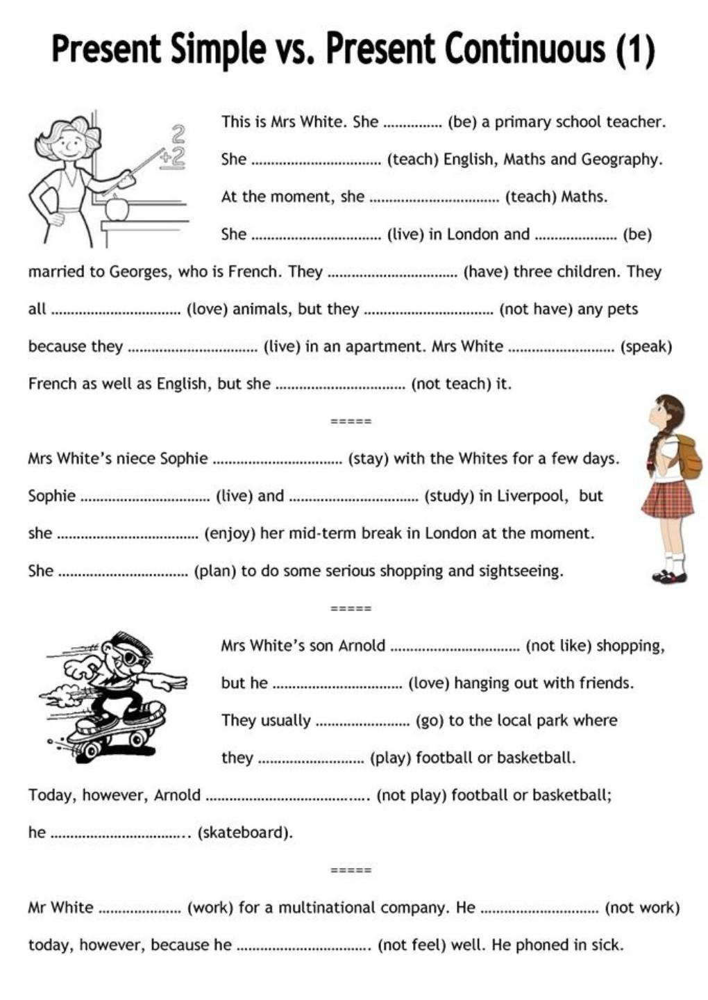 Present Simple vs. Present Continuous (1)
2
+2
This is Mrs White. She ............... (be) a primary school teacher.
She ................................. (teach) English, Maths and Geography.
At the moment, she ................................. (teach) Maths.
She ................................. (live) in London and ..................... (be)
married to Georges, who is French. They ................................. (have) three children. They
all ................................. (love) animals, but they ................................. (not have) any pets
because they ................................. (live) in an apartment. Mrs White ........................... (speak)
French as well as English, but she ................................. (not teach) it.
=====
Mrs White’s niece Sophie ................................. (stay) with the Whites for a few days.
Sophie ................................. (live) and ................................. (study) in Liverpool, but
she .................................... (enjoy) her mid-term break in London at the moment.
She ................................. (plan) to do some serious shopping and sightseeing.
=====
Mrs White’s son Arnold ................................. (not like) shopping,
but he ................................. (love) hanging out with friends.
They usually ........................ (go) to the local park where
they ........................... (play) football or basketball.
Today, however, Arnold .......................................... (not play) football or basketball;
he .................................... (skateboard).
=====
Mr White ..................... (work) for a multinational company. He .............................. (not work)
today, however, because he .................................. (not feel) well. He phoned in sick.